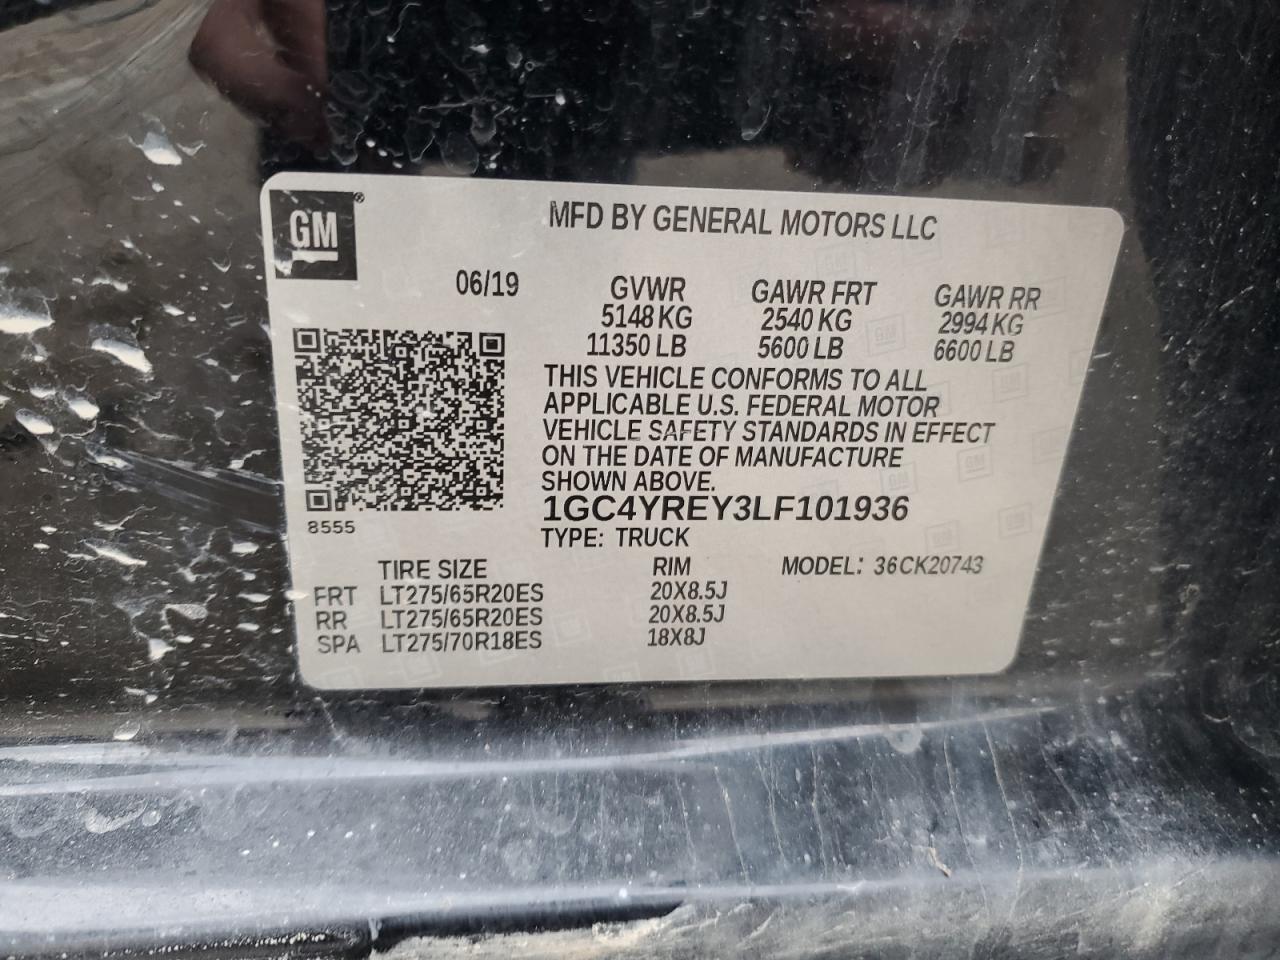 GM®
MFD BY GENERAL MOTORS LLC
06/19 GVWR GAWR FRT GAWR RR
5148 KG 2540 KG 2994 KG
11350 LB 5600 LB 6600 LB
THIS VEHICLE CONFORMS TO ALL
APPLICABLE U.S. FEDERAL MOTOR
VEHICLE SAFETY STANDARDS IN EFFECT
ON THE DATE OF MANUFACTURE
SHOWN ABOVE.
8555
1GC4YREY3LF101936
TYPE: TRUCK
TIRE SIZE RIM MODEL: 36CK20743
FRT LT275/65R20ES 20X8.5J
RR LT275/65R20ES 20X8.5J
SPA LT275/70R18ES 18X8J